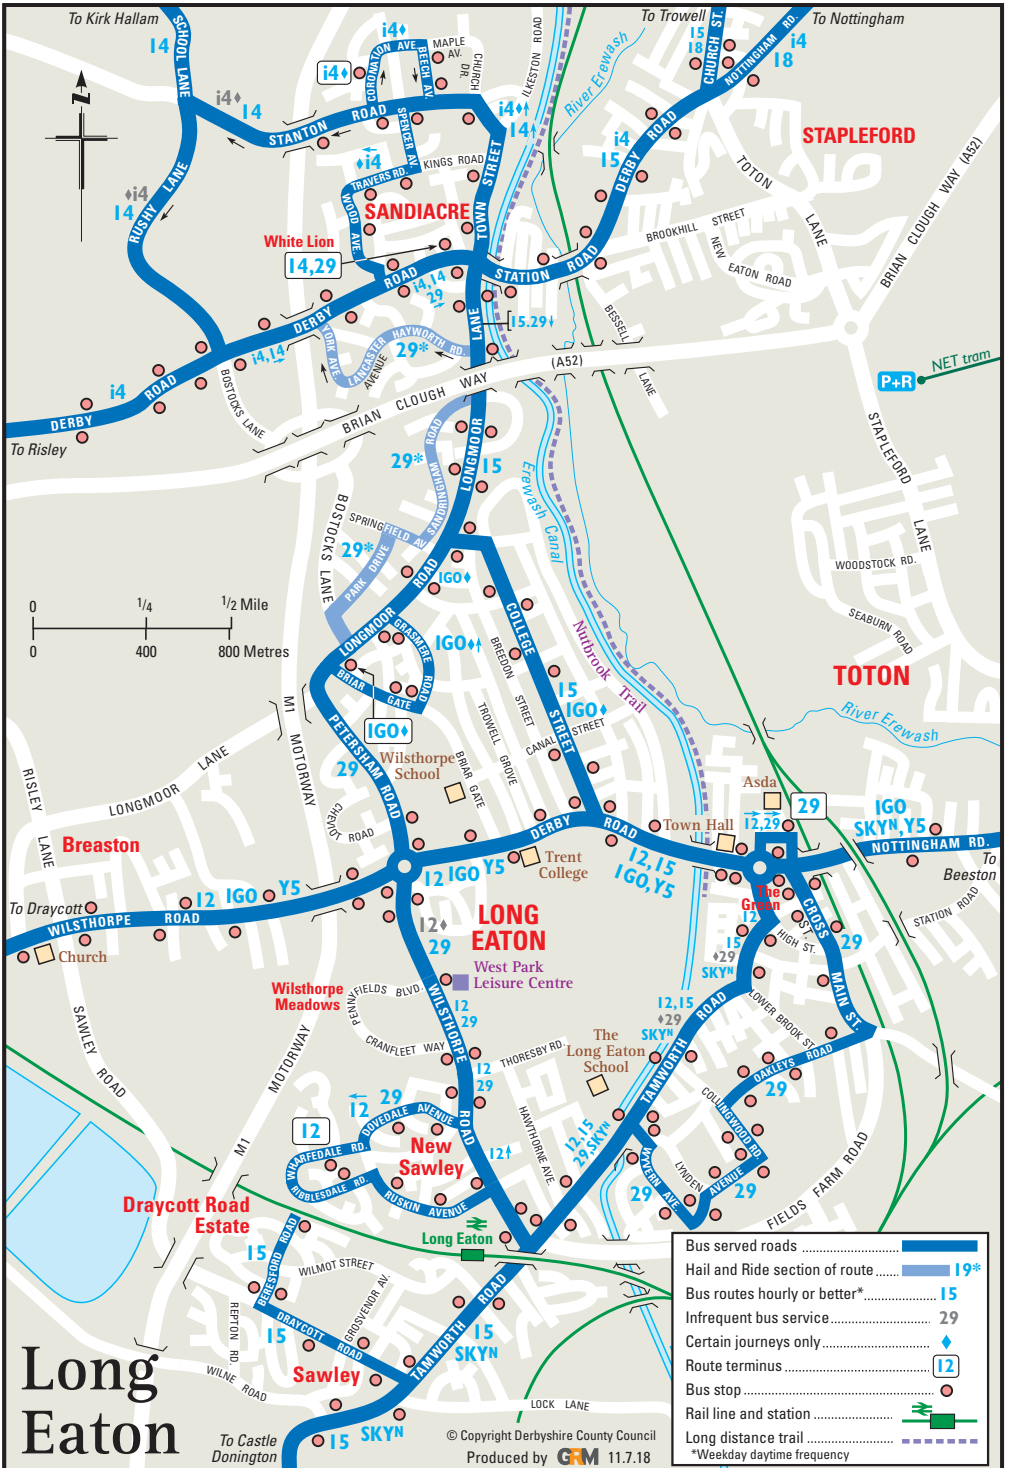 To Kirk Hallam
14
SCHOOL LANE
i4♦
14
STANTON ROAD
i4♦
CORONATION AVE
i4♦
BEECH AV.
MAPLE AV.
CHURCH DR.
SPENCER AV.
KINGS ROAD
i4♦
14
ILKESTON ROAD
River Erewash
To Trowell
15
18
CHURCH ST.
NOTTINGHAM RD.
To Nottingham
i4
18
STAPLEFORD
i4
15
DERBY ROAD
TOTON LANE
BRIAN CLOUGH WAY (A52)
♦i4
14
RUSHY LANE
♦i4
TRAVERS RD.
WOOD AVE.
SANDIACRE
TOWN STREET
White Lion
14,29
DERBY ROAD
i4,14
29
STATION ROAD
BROOKHILL STREET
NEW EATON ROAD
15.29
LANE
HAYWORTH RD.
29*
LANCASTER AVENUE
YORK AVE.
i4,14
BOSTOCKS LANE
i4
DERBY ROAD
To Risley
BRIAN CLOUGH WAY (A52)
BESSELL LANE
P+R
NET tram
STAPLEFORD LANE
29*
SANDRINGHAM ROAD
LONGMOOR
15
Erewash Canal
BOSTOCKS LANE
SPRINGFIELD AV.
29*
PARK DRIVE
LONGMOOR ROAD
IGO♦
WOODSTOCK RD.
SEABURN ROAD
0 1/4 1/2 Mile
0 400 800 Metres
GRASMERE ROAD
IGO♦
BRIAR GATE
IGO♦
COLLEGE STREET
BREEDON STREET
15
IGO♦
CANAL STREET
TROWELL GROVE
BRIAR GATE
Nutbrook Trail
TOTON
River Erewash
M1 MOTORWAY
LONGMOOR LANE
RISLEY LANE
PETERSHAM ROAD
29
Wilsthorpe School
LOVELL ROAD
Breaston
DERBY ROAD
Trent College
12 IGO Y5
12,15
IGO,Y5
Town Hall
Asda
12,29
29
IGO
SKYN,Y5
NOTTINGHAM RD.
To Beeston
To Draycott
WILSTHORPE ROAD
12 IGO Y5
Church
12♦
29
LONG EATON
West Park Leisure Centre
The Green
12
15
♦29
SKYN
CROSS ST.
HIGH ST.
29
MAIN ST.
STATION ROAD
Wilsthorpe Meadows
PENNYFIELDS BLVD.
CRANFLEET WAY
WILSTHORPE ROAD
12
29
THORESBY RD.
12
29
The Long Eaton School
12,15
♦29
SKYN
TAMWORTH ROAD
LOWER BROOK ST.
OAKLEYS ROAD
29
COLLINGWOOD RD.
SAWLEY ROAD
M1 MOTORWAY
12 29
DOVEDALE AVENUE
12
WHARFEDALE RD.
RIBBLESDALE RD.
New Sawley
RUSKIN AVENUE
12
HAWTHORNE AVE.
12,15
29,SKYN
WYVERN AVE.
29
LYNDEN AVENUE
29
FIELDS FARM ROAD
Draycott Road Estate
15
BERESFORD ROAD
WILMOT STREET
Long Eaton
REPTON RD.
GROSVENOR AV.
15
DRAYCOTT ROAD
WILNE ROAD
Sawley
TAMWORTH ROAD
15
SKYN
LOCK LANE
15 SKYN
To Castle Donington
Long Eaton
© Copyright Derbyshire County Council
Produced by GRM 11.7.18
Bus served roads
Hail and Ride section of route 19*
Bus routes hourly or better* 15
Infrequent bus service 29
Certain journeys only ♦
Route terminus 12
Bus stop
Rail line and station
Long distance trail
*Weekday daytime frequency